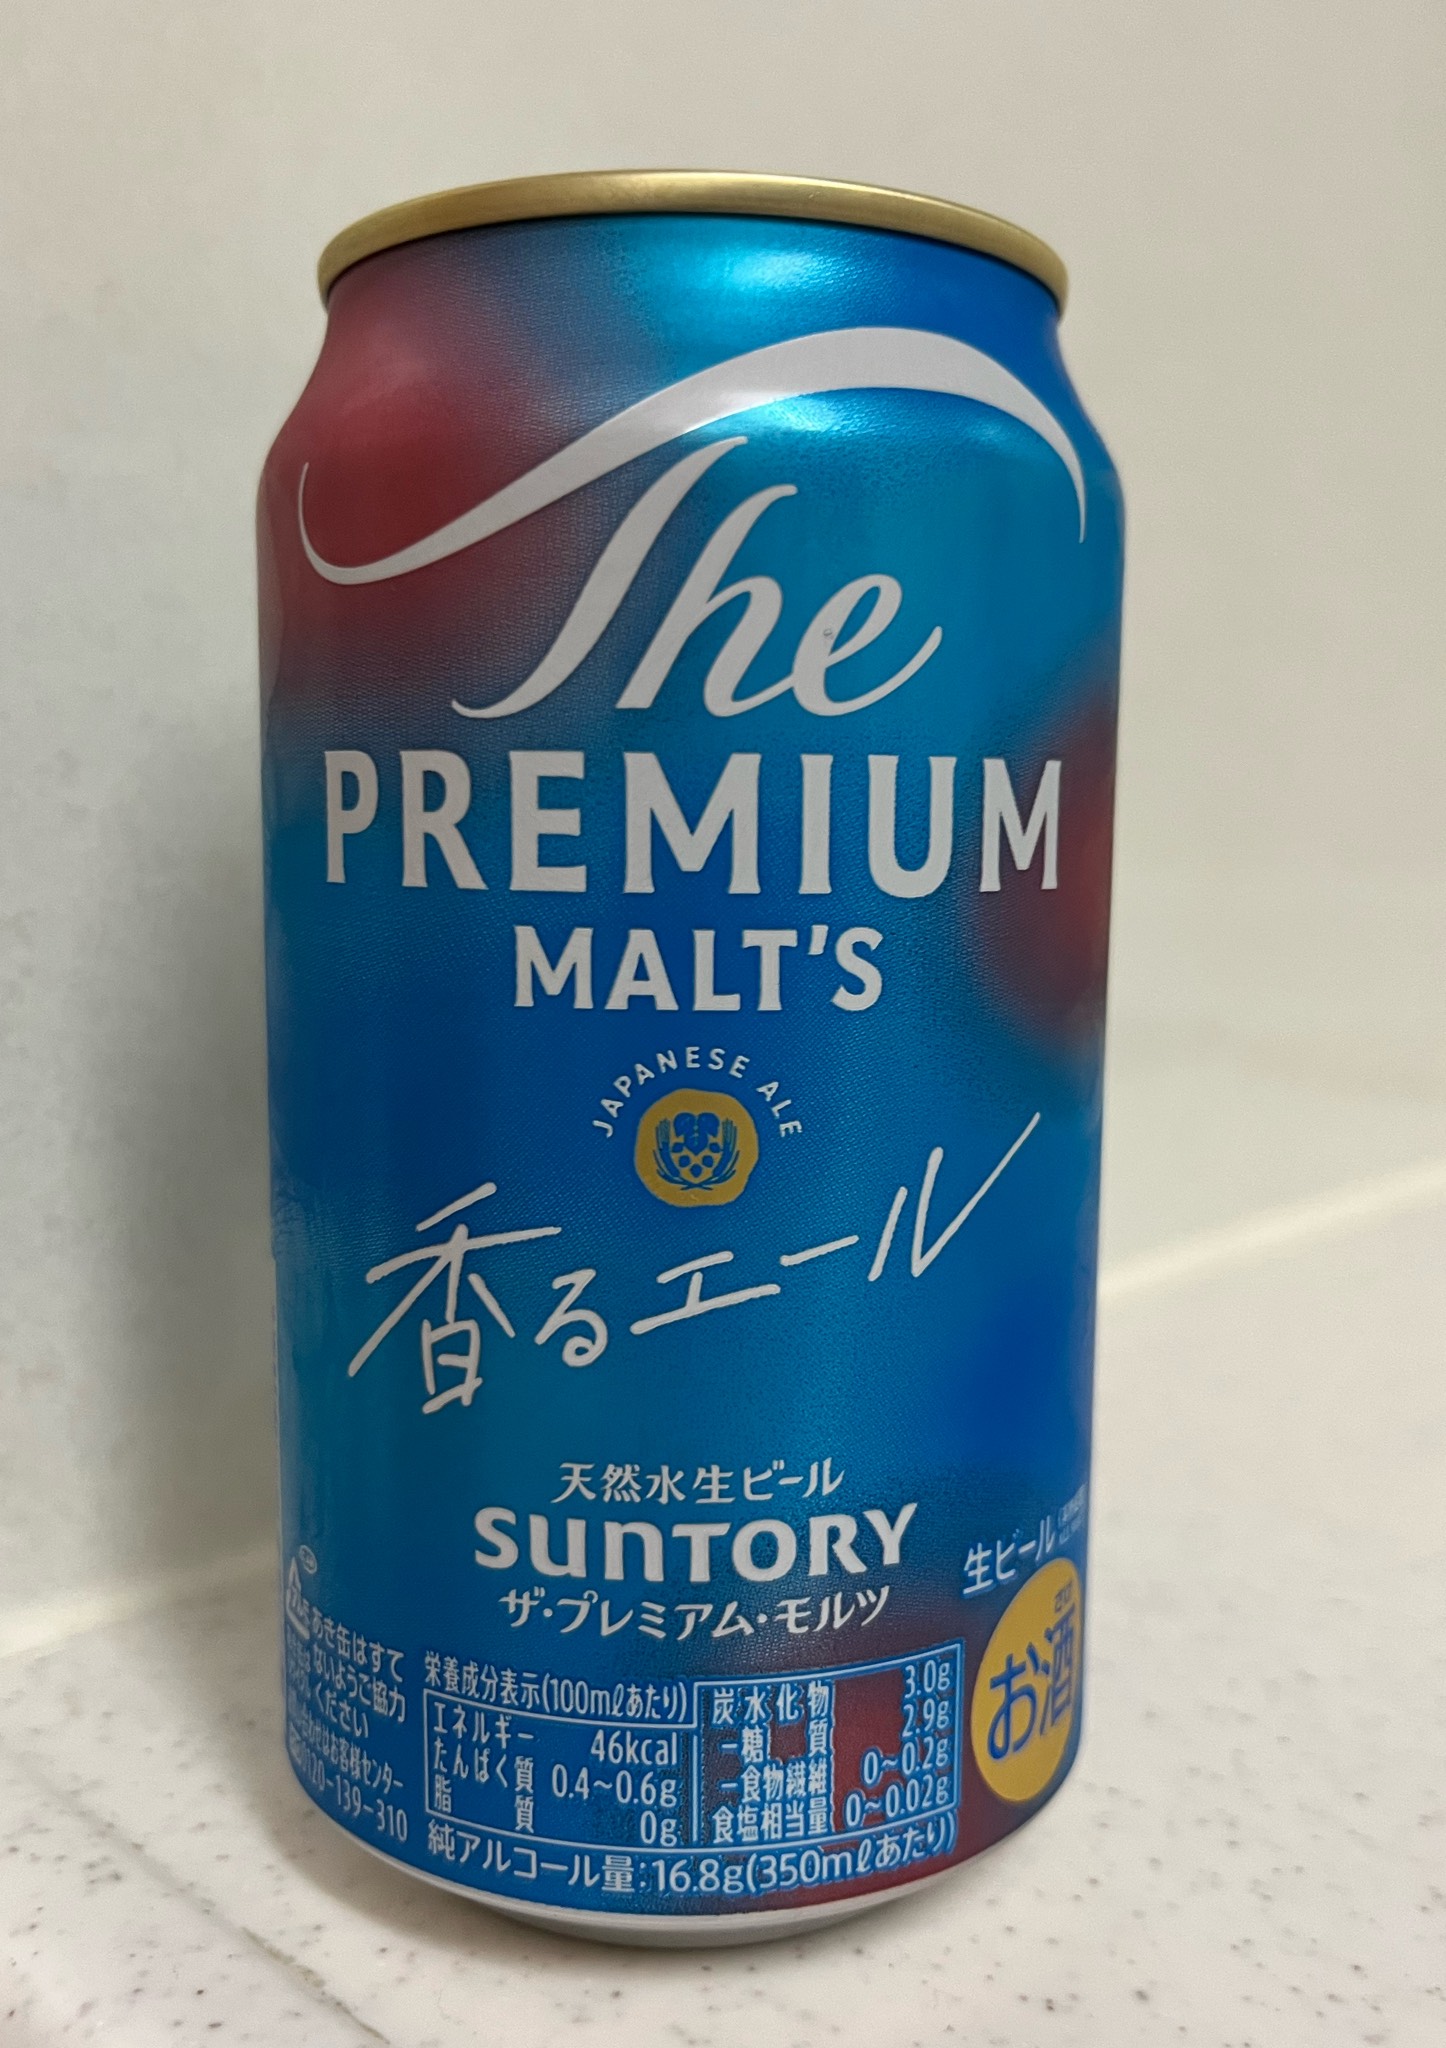 The
PREMIUM
MALT'S
JAPANESE ALE
香るエール
天然水生ビール
SUNTORY
ザ・プレミアム・モルツ
生ビール
お酒
あき缶はすて
ないようご協力
ください
お客様センター
0120-139-310
栄養成分表示(100mℓあたり)
エネルギー 46kcal
たんぱく質 0.4~0.6g
脂質 0g
炭水化物 3.0g
-糖質 2.9g
-食物繊維 0~0.2g
食塩相当量 0~0.02g
純アルコール量:16.8g(350mℓあたり)